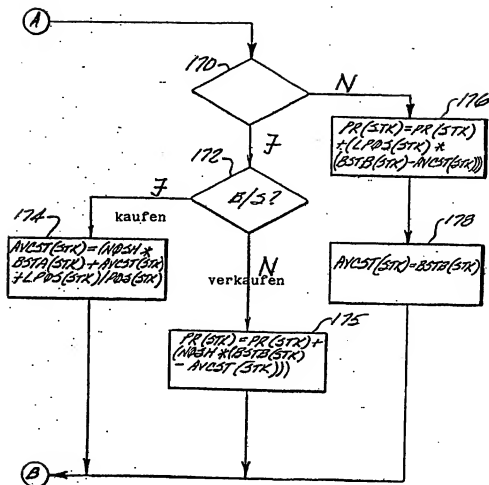 A
170
N
176
PR(STK)=PR(STK)
+(LPOS(STK)*
(BSTB(STK)-AVCST(STK)))
J
172
B/S?
J
kaufen
174
AVCST(STK)=(NOSH*
BSTA(STK)+AVCST(STK)
*LPOS(STK)/POS(STK)
178
AVCST(STK)=BSTB(STK)
N
verkaufen
175
PR(STK)=PR(STK)+
(NOSH*(BSTB(STK)
-AVCST(STK)))
B